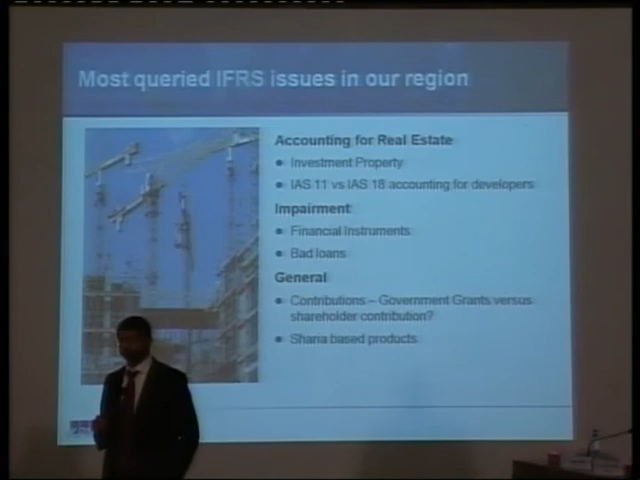 Most queried IFRS issues in our region
Accounting for Real Estate
Investment Property
IAS 11 vs IAS 18 accounting for developers
Impairment
Financial Instruments
Bad loans
General
Contributions – Government Grants versus
shareholder contribution?
Sharia based products